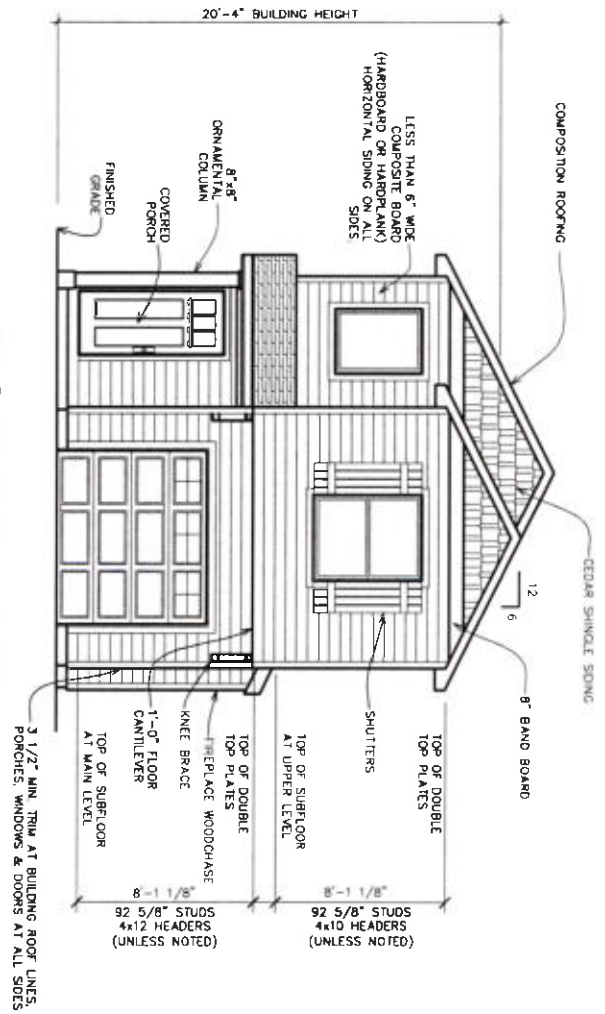 20'-4" BUILDING HEIGHT
COMPOSITION ROOFING
LESS THAN 6" WIDE
COMPOSITE BOARD
(HARDBOARD OR HARDPLANK)
HORIZONTAL SIDING ON ALL
SIDES
8"x8"
ORNAMENTAL
COLUMN
COVERED
PORCH
FINISHED
GRADE
CEDAR SHINGLE SIDING
12
6
8" BAND BOARD
SHUTTERS
TOP OF DOUBLE
TOP PLATES
TOP OF SUBFLOOR
AT UPPER LEVEL
TOP OF DOUBLE
TOP PLATES
FIREPLACE WOODCHASE
KNEE BRACE
1'-0" FLOOR
CANTILEVER
TOP OF SUBFLOOR
AT MAIN LEVEL
3 1/2" MIN. TRIM AT BUILDING ROOF LINES,
PORCHES, WINDOWS & DOORS AT ALL SIDES
8'-1 1/8"
92 5/8" STUDS
4x10 HEADERS
(UNLESS NOTED)
8'-1 1/8"
92 5/8" STUDS
4x12 HEADERS
(UNLESS NOTED)